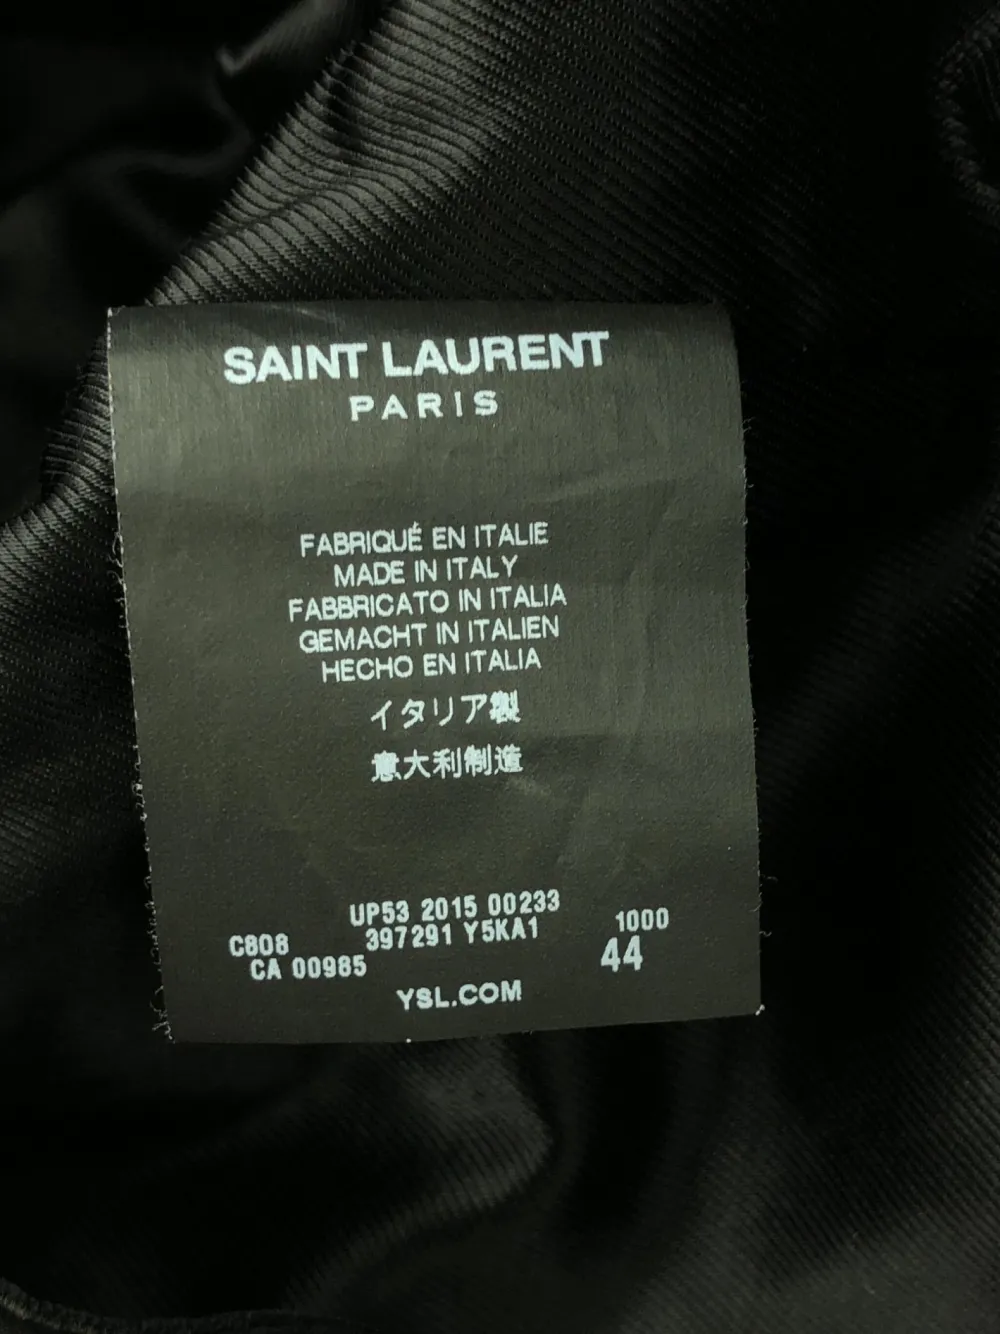 SAINT LAURENT
PARIS
FABRIQUÉ EN ITALIE
MADE IN ITALY
FABBRICATO IN ITALIA
GEMACHT IN ITALIEN
HECHO EN ITALIA
イタリア製
意大利制造
UP53 2015 00233
C808 397291 Y5KA1 1000
CA 00985 44
YSL.COM